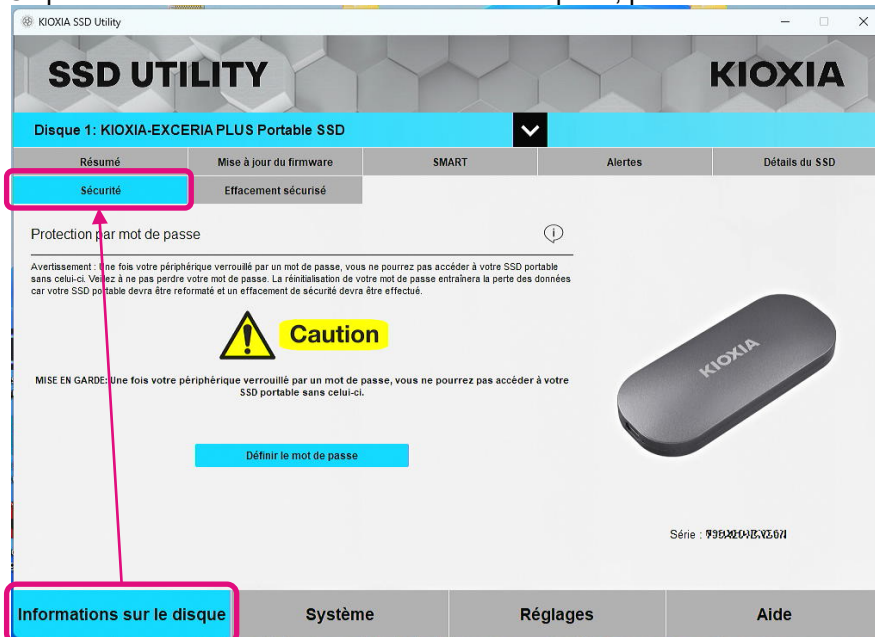 KIOXIA SSD Utility
SSD UTILITY
KIOXIA
Disque 1: KIOXIA-EXCERIA PLUS Portable SSD
Résumé
Mise à jour du firmware
SMART
Alertes
Détails du SSD
Sécurité
Effacement sécurisé
Protection par mot de passe
Avertissement : Une fois votre périphérique verrouillé par un mot de passe, vous ne pourrez pas accéder à votre SSD portable
sans celui-ci. Veillez à ne pas perdre votre mot de passe. La réinitialisation de votre mot de passe entraînera la perte des données
car votre SSD portable devra être reformaté et un effacement de sécurité devra être effectué.
Caution
MISE EN GARDE: Une fois votre périphérique verrouillé par un mot de passe, vous ne pourrez pas accéder à votre
SSD portable sans celui-ci.
KIOXIA
Définir le mot de passe
Série :
Informations sur le disque
Système
Réglages
Aide